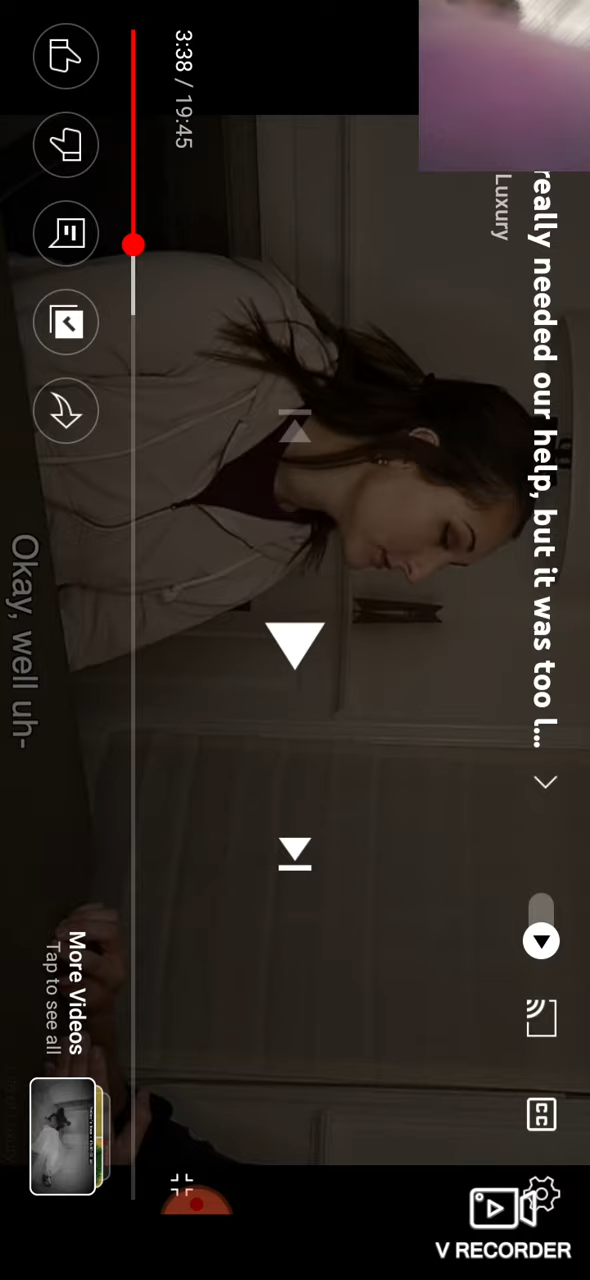 really needed our help, but it was too l...
Luxury
3:38 / 19:45
Okay, well uh-
More Videos
Tap to see all
CC
V RECORDER